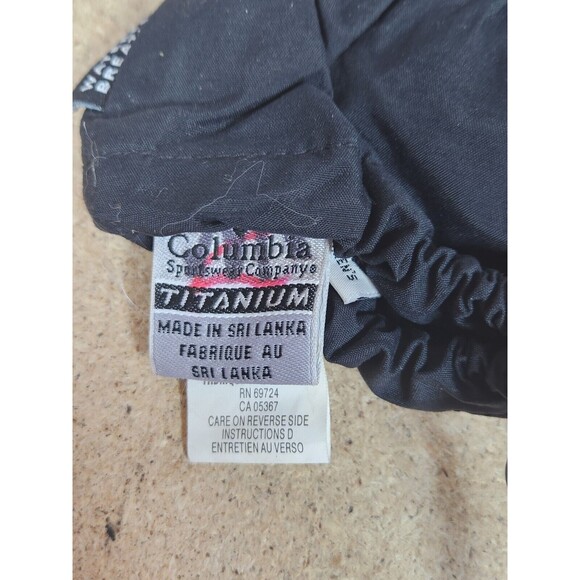 Columbia
Sportswear Company®
TITANIUM
MADE IN SRI LANKA
FABRIQUE AU
SRI LANKA
RN 69724
CA 05367
CARE ON REVERSE SIDE
INSTRUCTIONS D
ENTRETIEN AU VERSO